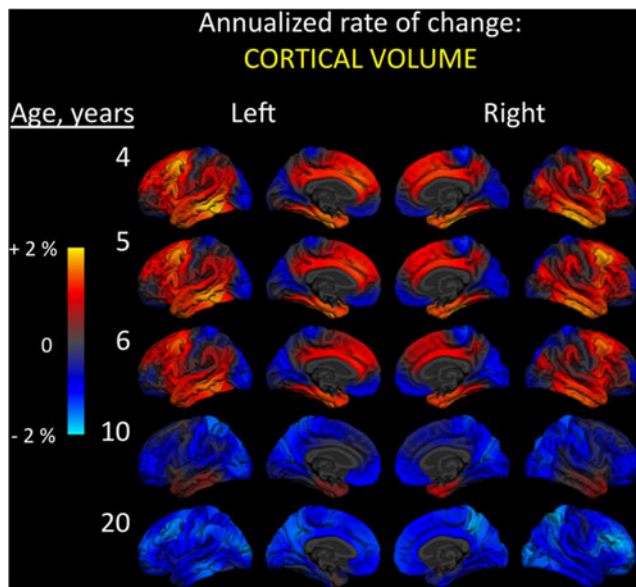 Annualized rate of change:
CORTICAL VOLUME
Age, years Left Right
4
5
+ 2 %
6
0
10
- 2 %
20